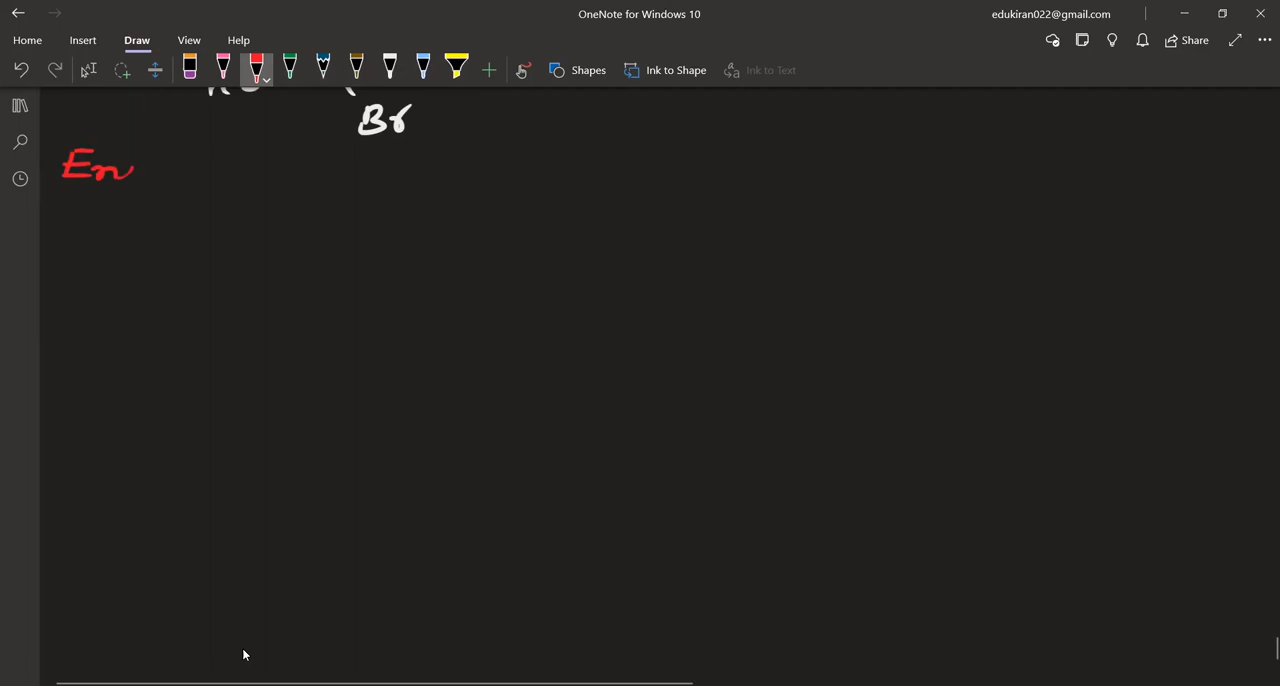 OneNote for Windows 10
edukiran022@gmail.com
Home Insert Draw View Help
Share
Shapes Ink to Shape Ink to Text
Br
En